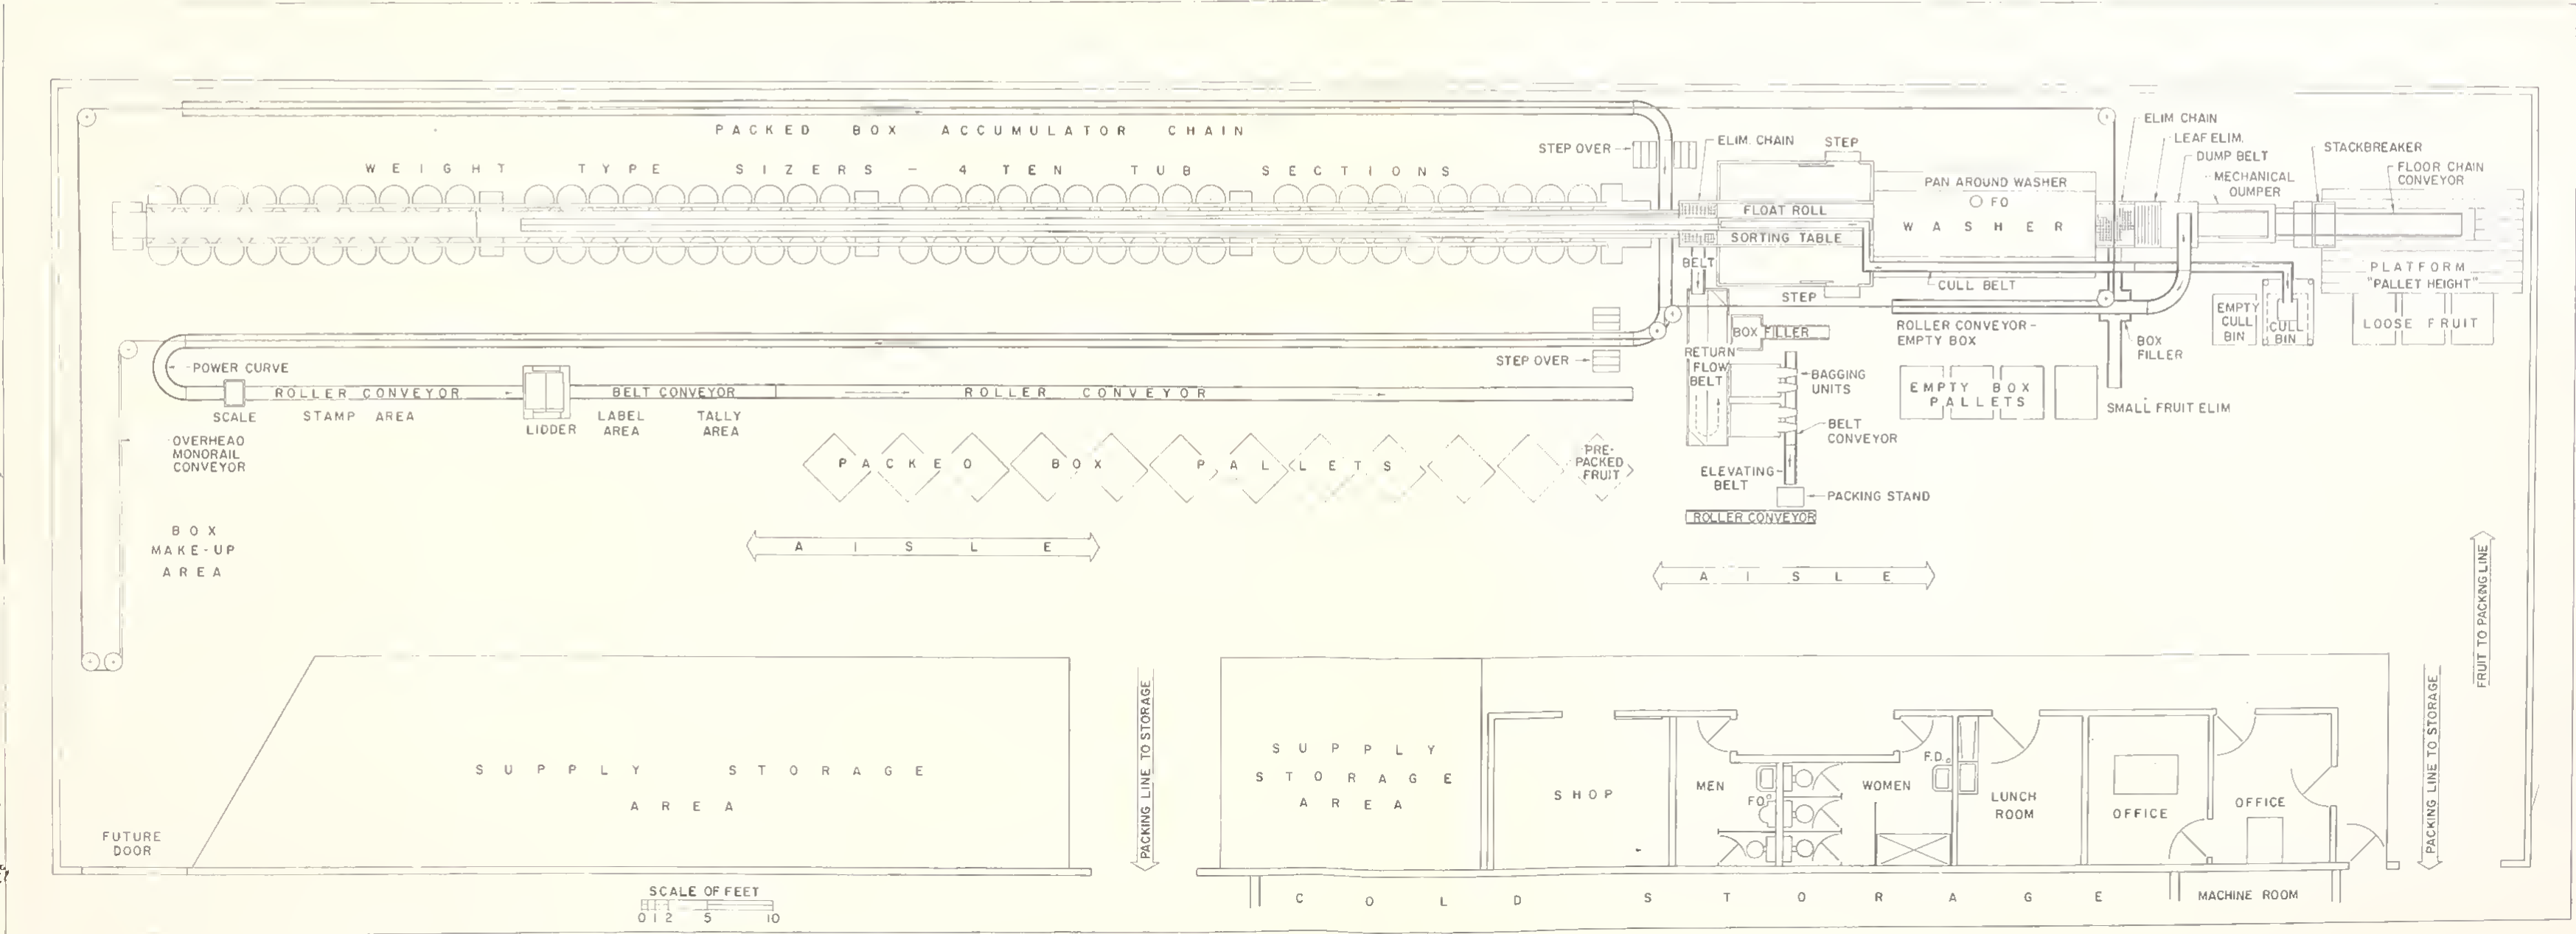 PACKED BOX ACCUMULATOR CHAIN
WEIGHT TYPE SIZERS - 4 TEN TUB SECTIONS
STEP OVER
ELIM. CHAIN
STEP
FLOAT ROLL
SORTING TABLE
BELT
STEP
PAN AROUND WASHER
FO
WASHER
CULL BELT
ELIM CHAIN
LEAF ELIM.
DUMP BELT
MECHANICAL
OUMPER
STACKBREAKER
FLOOR CHAIN
CONVEYOR
PLATFORM
"PALLET HEIGHT"
LOOSE FRUIT
EMPTY
CULL
BIN
CULL
BIN
ROLLER CONVEYOR-
EMPTY BOX
BOX
FILLER
EMPTY BOX
PALLETS
SMALL FRUIT ELIM
BOX FILLER
RETURN
FLOW
BELT
BAGGING
UNITS
BELT
CONVEYOR
ELEVATING
BELT
PACKING STAND
ROLLER CONVEYOR
STEP OVER
POWER CURVE
SCALE
ROLLER CONVEYOR
STAMP AREA
LIDDER
BELT CONVEYOR
LABEL
AREA
TALLY
AREA
ROLLER CONVEYOR
OVERHEAO
MONORAIL
CONVEYOR
PACKEO BOX PALLETS
PRE-
PACKED
FRUIT
BOX
MAKE-UP
AREA
AISLE
AISLE
FRUIT TO PACKING LINE
PACKING LINE TO STORAGE
PACKING LINE TO STORAGE
SUPPLY STORAGE
AREA
SUPPLY
STORAGE
AREA
SHOP
MEN
FO
WOMEN
F.D.
LUNCH
ROOM
OFFICE
OFFICE
FUTURE
DOOR
SCALE OF FEET
0 1 2 5 10
COLD STORAGE
MACHINE ROOM